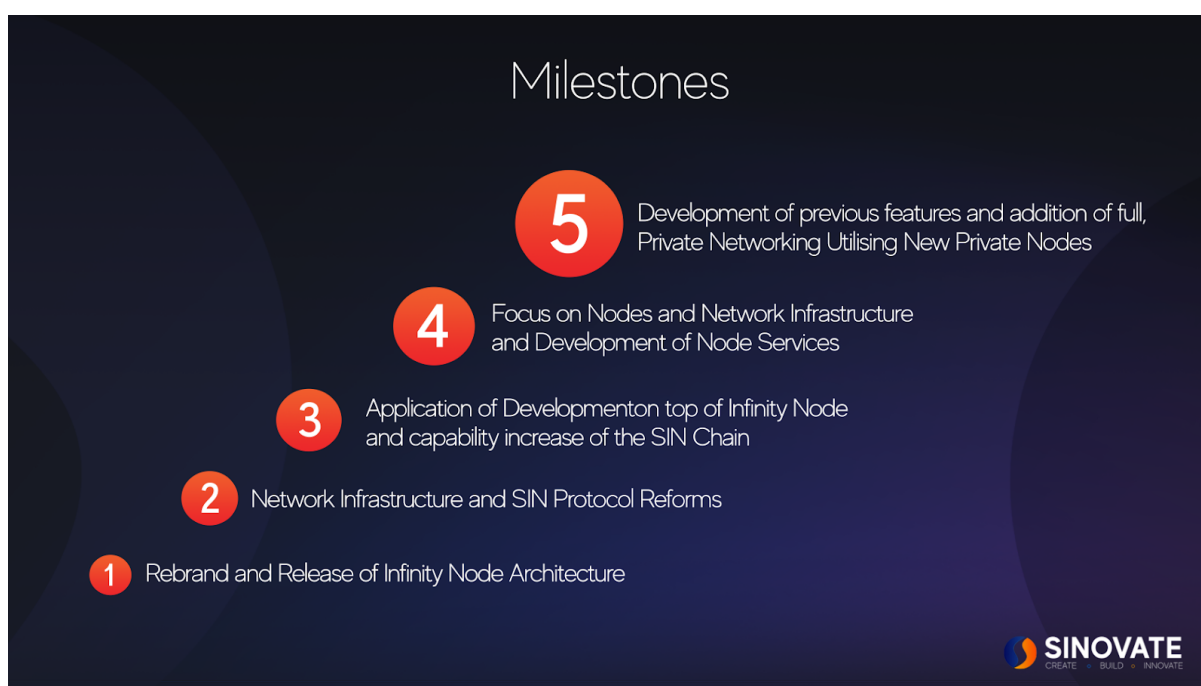 Milestones
5
Development of previous features and addition of full,
Private Networking Utilising New Private Nodes
4
Focus on Nodes and Network Infrastructure
and Development of Node Services
3
Application of Developmenton top of Infinity Node
and capability increase of the SIN Chain
2
Network Infrastructure and SIN Protocol Reforms
1
Rebrand and Release of Infinity Node Architecture
SINOVATE
CREATE • BUILD • INNOVATE